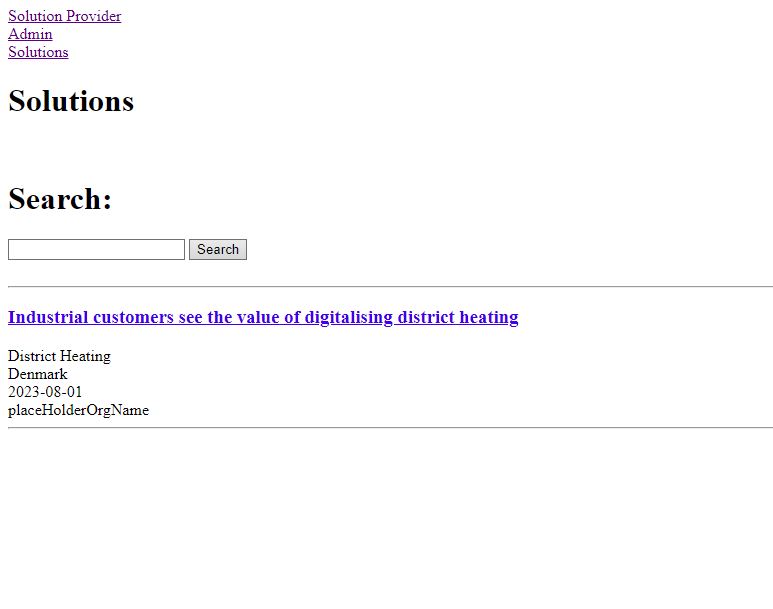 Solution Provider
Admin
Solutions
Solutions
Search:
Search
Industrial customers see the value of digitalising district heating
District Heating
Denmark
2023-08-01
placeHolderOrgName